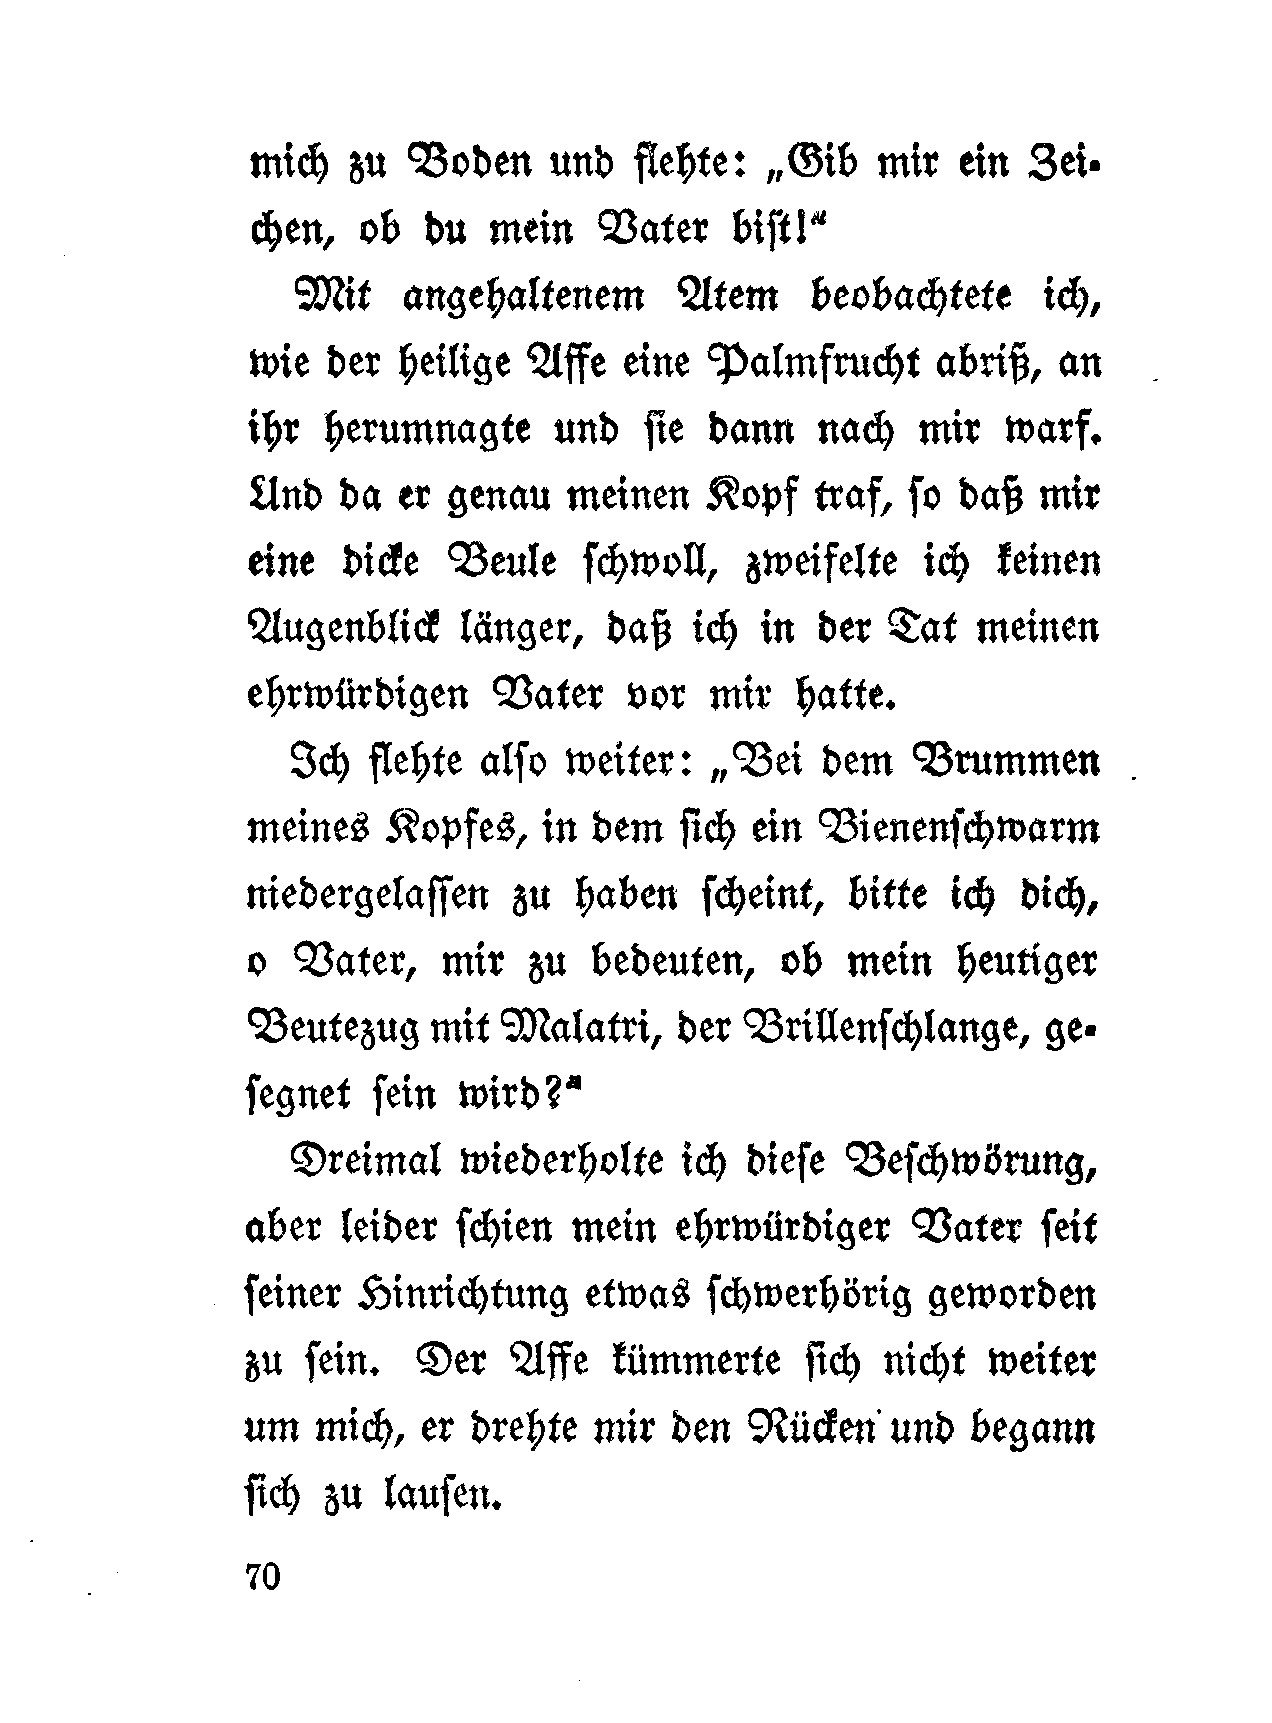 mich zu Boden und flehte: „Gib mir ein Zei-
chen, ob du mein Vater bist!“
Mit angehaltenem Atem beobachtete ich,
wie der heilige Affe eine Palmfrucht abriß, an
ihr herumnagte und sie dann nach mir warf.
Und da er genau meinen Kopf traf, so daß mir
eine dicke Beule schwoll, zweifelte ich keinen
Augenblick länger, daß ich in der Tat meinen
ehrwürdigen Vater vor mir hatte.
Ich flehte also weiter: „Bei dem Brummen
meines Kopfes, in dem sich ein Bienenschwarm
niedergelassen zu haben scheint, bitte ich dich,
o Vater, mir zu bedeuten, ob mein heutiger
Beutezug mit Malatri, der Brillenschlange, ge-
segnet sein wird?“
Dreimal wiederholte ich diese Beschwörung,
aber leider schien mein ehrwürdiger Vater seit
seiner Hinrichtung etwas schwerhörig geworden
zu sein. Der Affe kümmerte sich nicht weiter
um mich, er drehte mir den Rücken und begann
sich zu lausen.
70